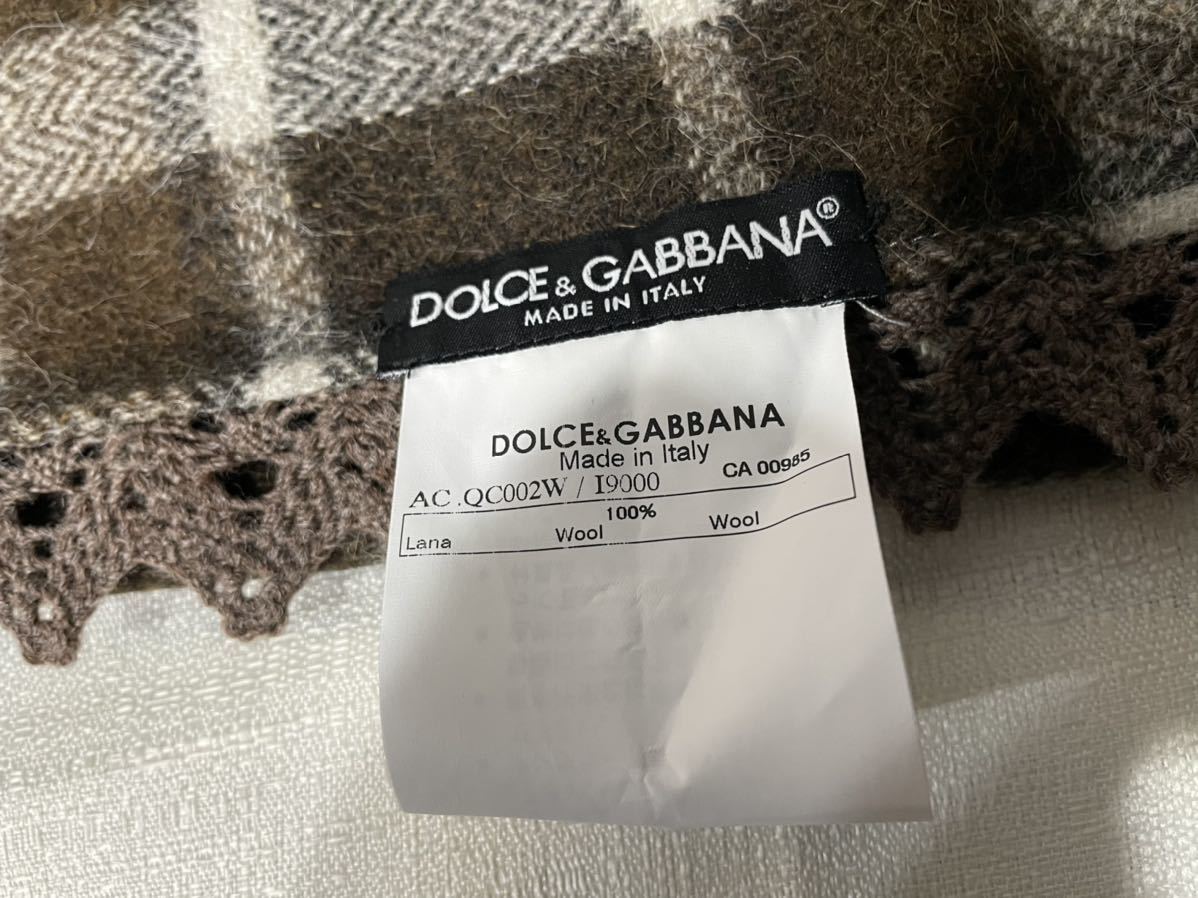 DOLCE & GABBANA®
MADE IN ITALY
DOLCE&GABBANA
Made in Italy
AC .QC002W / I9000 CA 00985
100%
Lana Wool Wool